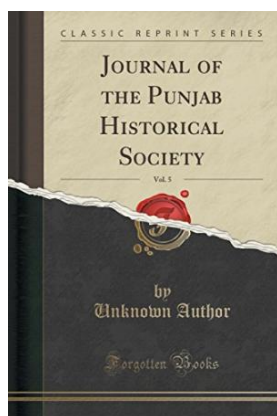 CLASSIC REPRINT SERIES
JOURNAL OF
THE PUNJAB
HISTORICAL
SOCIETY
Vol. 5
by
Unknown Author
Forgotten Books